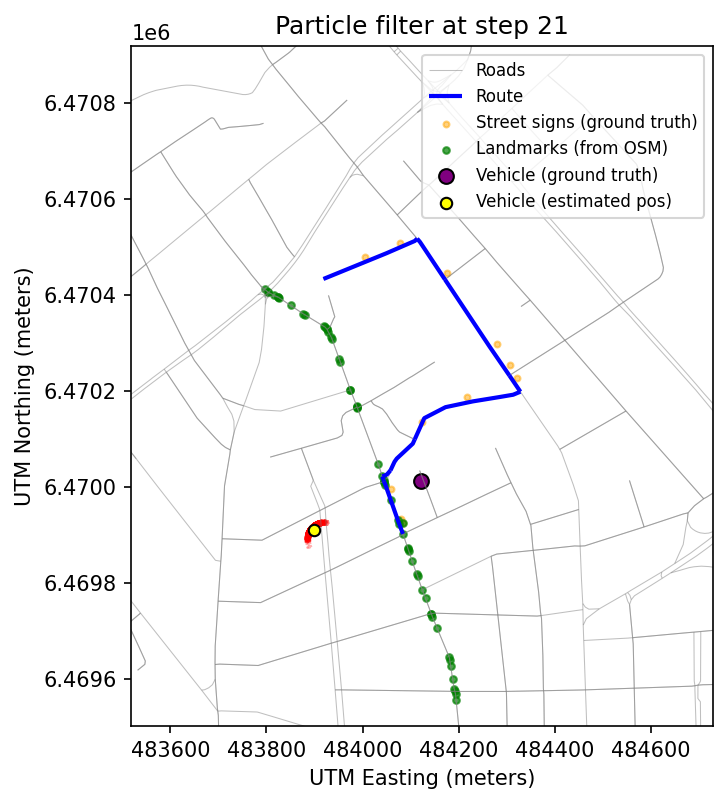 Particle filter at step 21
1e6
Roads
Route
Street signs (ground truth)
Landmarks (from OSM)
Vehicle (ground truth)
Vehicle (estimated pos)
6.4708
6.4706
6.4704
6.4702
6.4700
6.4698
6.4696
UTM Northing (meters)
483600 483800 484000 484200 484400 484600
UTM Easting (meters)